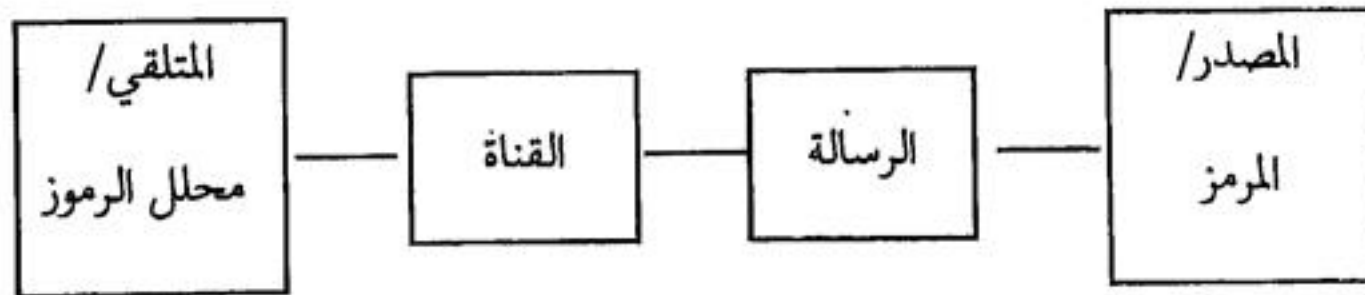 المصدر/
المرمز
الرسالة
القناة
المتلقي/
محلل الرموز